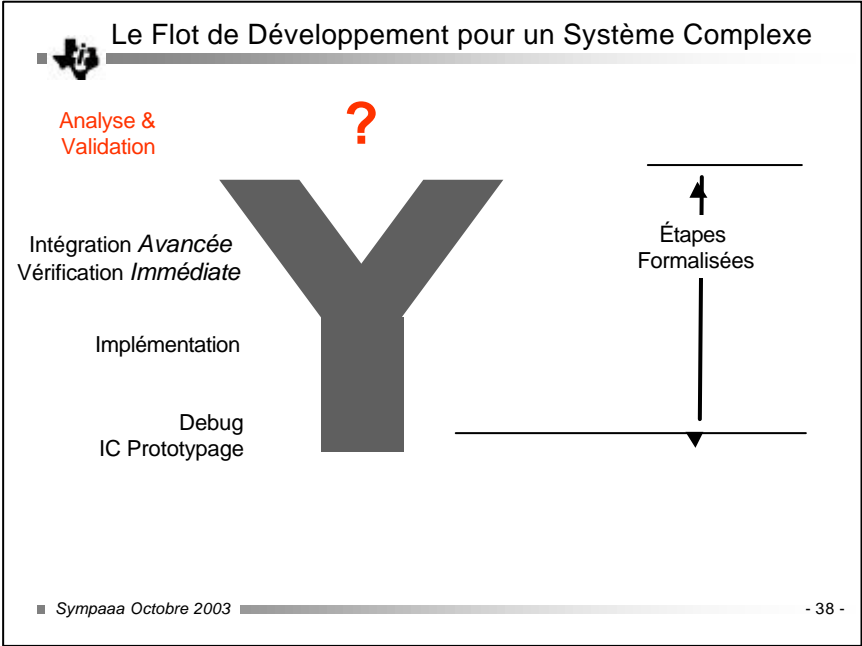 Le Flot de Développement pour un Système Complexe
Analyse &
Validation
?
Intégration Avancée
Vérification Immédiate
Implémentation
Debug
IC Prototypage
Y
Étapes
Formalisées
Sympaaa Octobre 2003
- 38 -